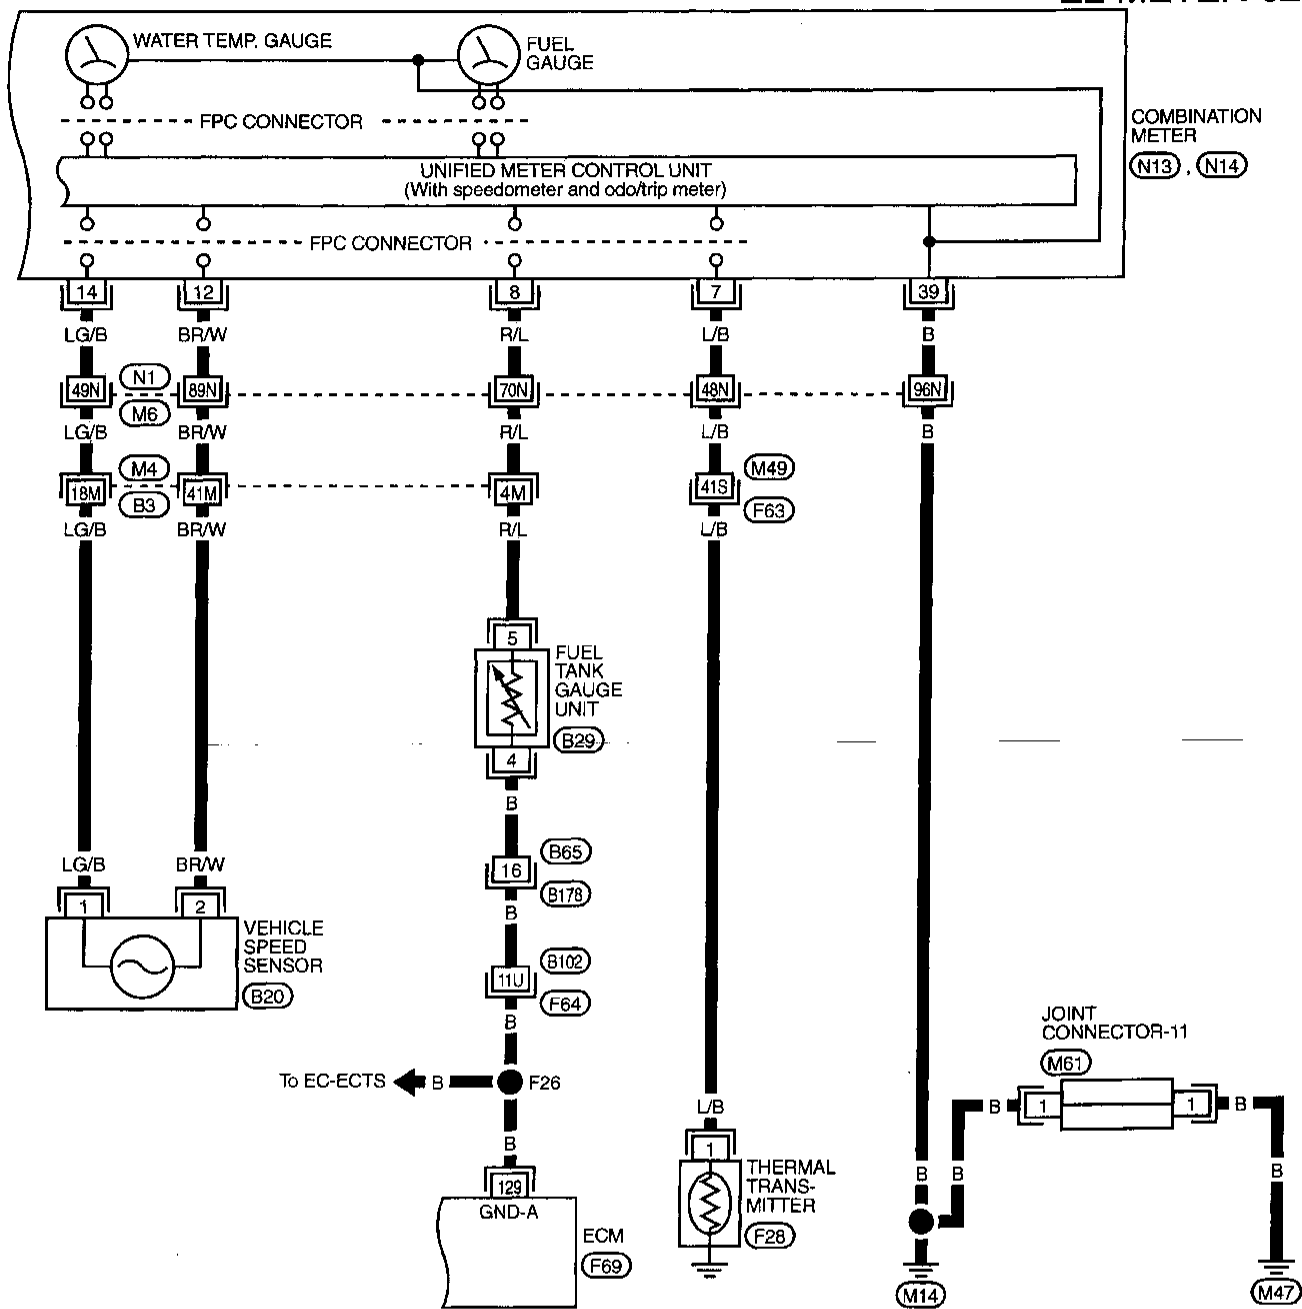 WATER TEMP. GAUGE
FUEL
GAUGE
FPC CONNECTOR
COMBINATION
METER
N13 , N14
UNIFIED METER CONTROL UNIT
(With speedometer and odo/trip meter)
FPC CONNECTOR
14 12 8 7 39
LG/B BR/W R/L L/B B
49N N1 89N 70N 48N 96N
M6
LG/B BR/W R/L L/B B
M4 M49
18M 41M 4M 41S
B3 F63
LG/B BR/W R/L L/B
5
FUEL
TANK
GAUGE
UNIT
B29
4
B
LG/B BR/W
B65
16
B178
1 2
B
VEHICLE
SPEED
SENSOR
B20
B102
11U
F64
B
JOINT
CONNECTOR-11
M61
To EC-ECTS B F26
L/B
B 1 1 B
B
1
129
GND-A
THERMAL
TRANS-
MITTER
F28
B B B
ECM
F69
M14 M47